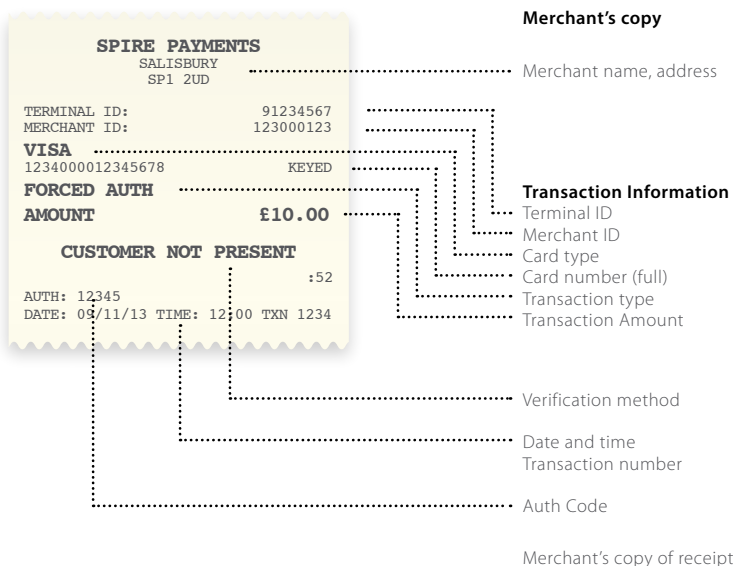 Merchant's copy
SPIRE PAYMENTS
SALISBURY
SP1 2UD
Merchant name, address
TERMINAL ID: 91234567
MERCHANT ID: 123000123
VISA
1234000012345678 KEYED
FORCED AUTH
AMOUNT £10.00
CUSTOMER NOT PRESENT
:52
AUTH: 12345
DATE: 09/11/13 TIME: 12:00 TXN 1234
Transaction Information
Terminal ID
Merchant ID
Card type
Card number (full)
Transaction type
Transaction Amount
Verification method
Date and time
Transaction number
Auth Code
Merchant's copy of receipt